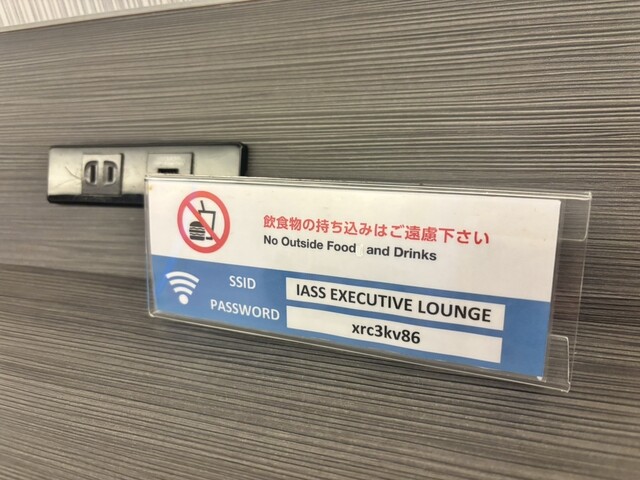 飲食物の持ち込みはご遠慮下さい
No Outside Food and Drinks
SSID
IASS EXECUTIVE LOUNGE
PASSWORD
xrc3kv86